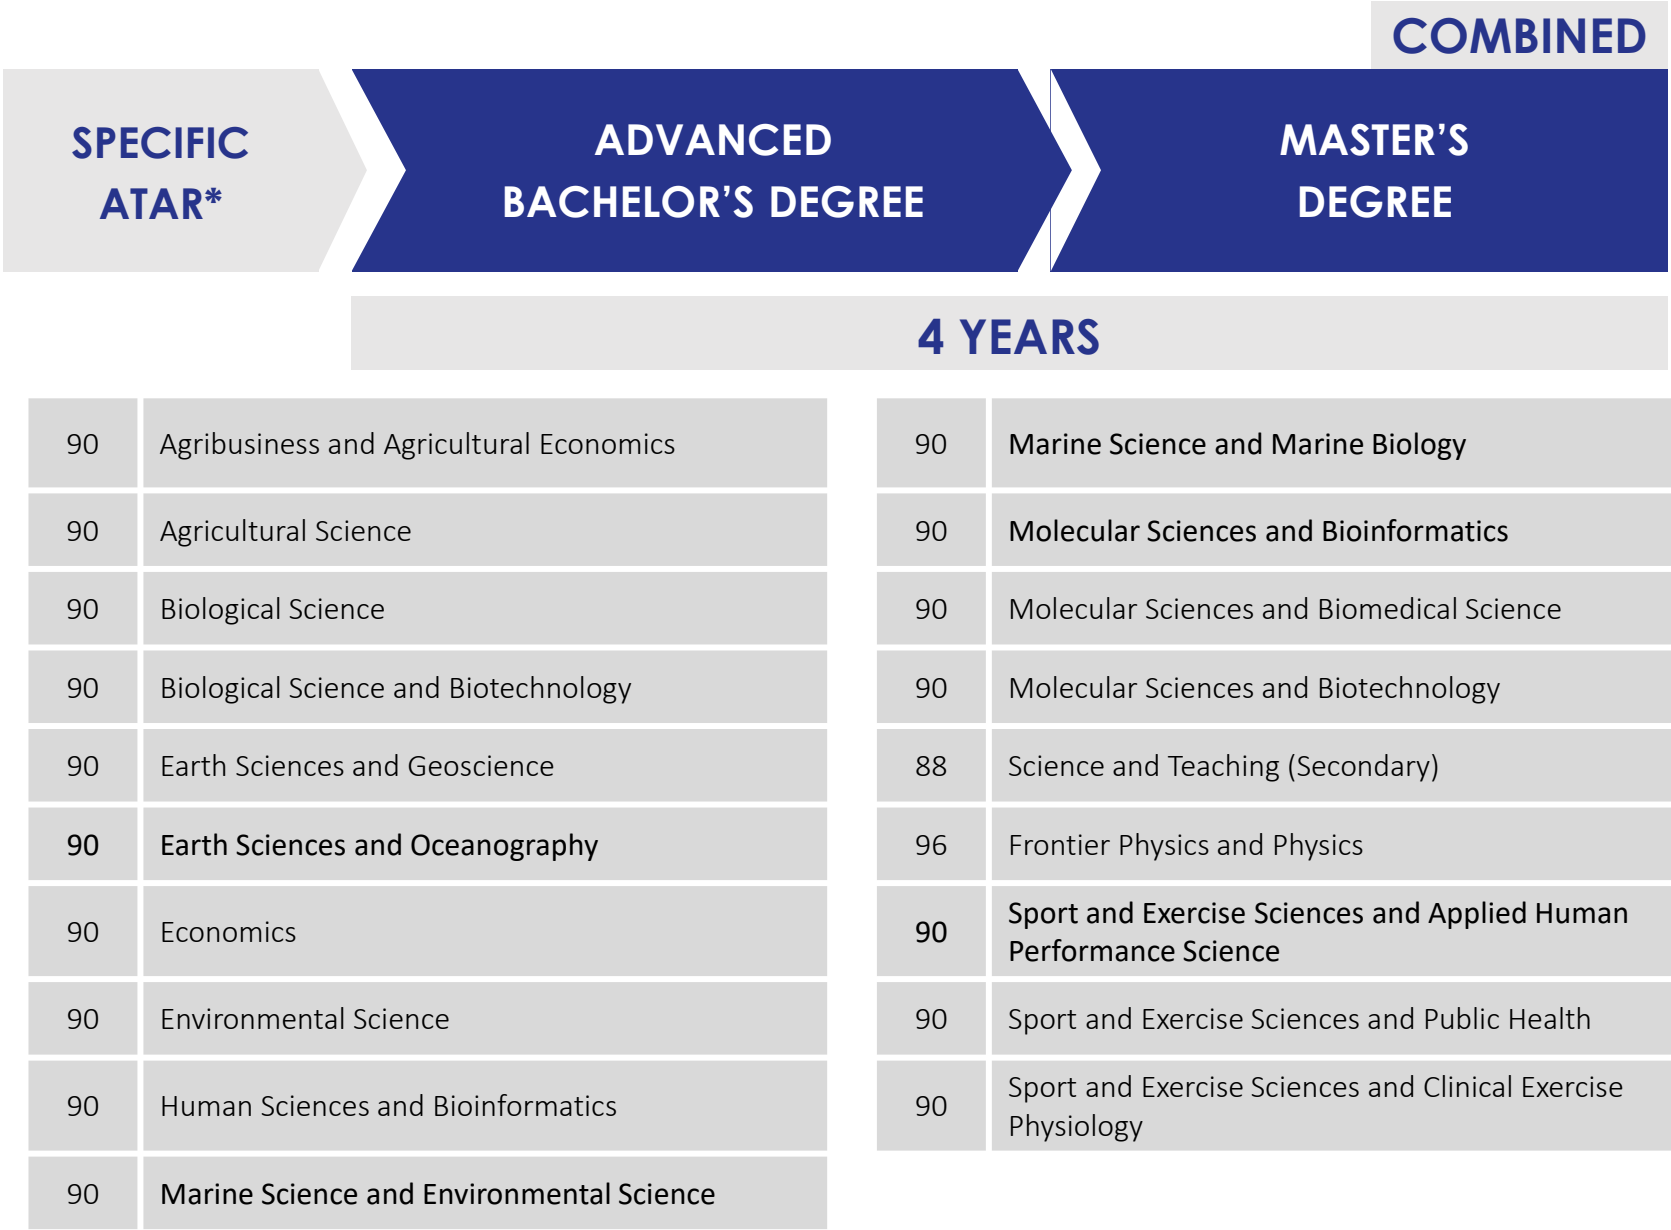 COMBINED
SPECIFIC
ATAR*
ADVANCED
BACHELOR'S DEGREE
MASTER'S
DEGREE
4 YEARS
90 Agribusiness and Agricultural Economics
90 Agricultural Science
90 Biological Science
90 Biological Science and Biotechnology
90 Earth Sciences and Geoscience
90 Earth Sciences and Oceanography
90 Economics
90 Environmental Science
90 Human Sciences and Bioinformatics
90 Marine Science and Environmental Science
90 Marine Science and Marine Biology
90 Molecular Sciences and Bioinformatics
90 Molecular Sciences and Biomedical Science
90 Molecular Sciences and Biotechnology
88 Science and Teaching (Secondary)
96 Frontier Physics and Physics
90 Sport and Exercise Sciences and Applied Human
Performance Science
90 Sport and Exercise Sciences and Public Health
90 Sport and Exercise Sciences and Clinical Exercise
Physiology